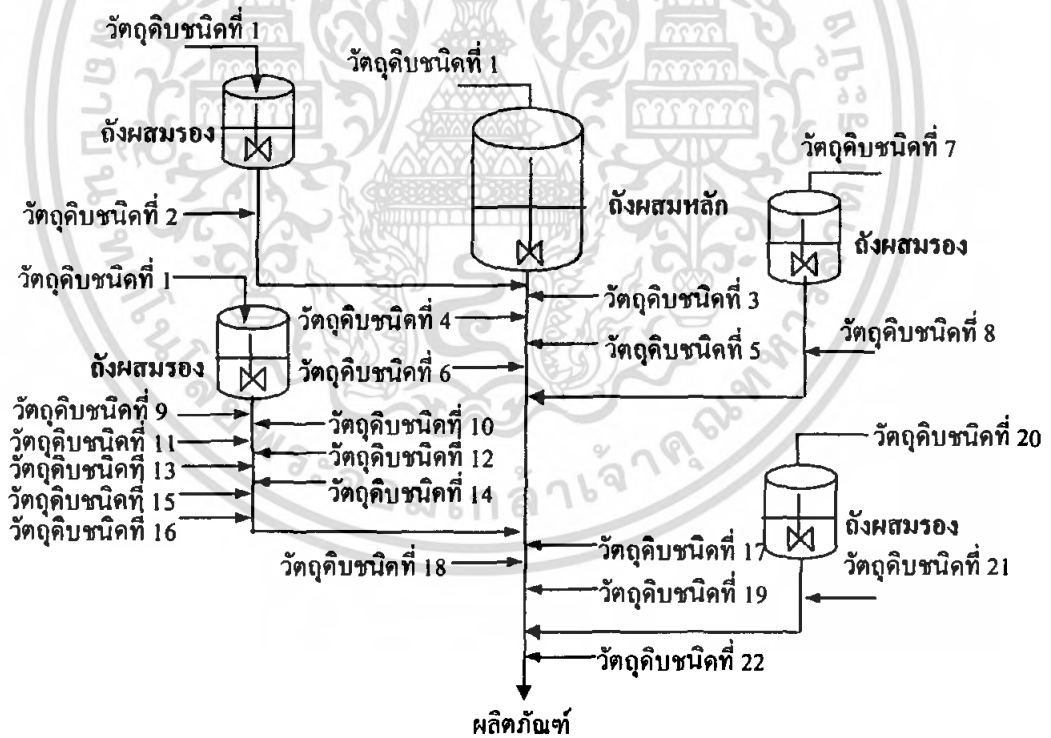 วัตถุดิบชนิดที่ 1
วัตถุดิบชนิดที่ 1
ถังผสมรอง
วัตถุดิบชนิดที่ 7
วัตถุดิบชนิดที่ 2
ถังผสมหลัก
ถังผสมรอง
วัตถุดิบชนิดที่ 1
วัตถุดิบชนิดที่ 3
วัตถุดิบชนิดที่ 4
วัตถุดิบชนิดที่ 8
วัตถุดิบชนิดที่ 5
ถังผสมรอง
วัตถุดิบชนิดที่ 6
วัตถุดิบชนิดที่ 9
วัตถุดิบชนิดที่ 10
วัตถุดิบชนิดที่ 20
วัตถุดิบชนิดที่ 11
วัตถุดิบชนิดที่ 12
วัตถุดิบชนิดที่ 13
วัตถุดิบชนิดที่ 14
วัตถุดิบชนิดที่ 15
วัตถุดิบชนิดที่ 16
ถังผสมรอง
วัตถุดิบชนิดที่ 17
วัตถุดิบชนิดที่ 18
วัตถุดิบชนิดที่ 21
วัตถุดิบชนิดที่ 19
วัตถุดิบชนิดที่ 22
ผลิตภัณฑ์